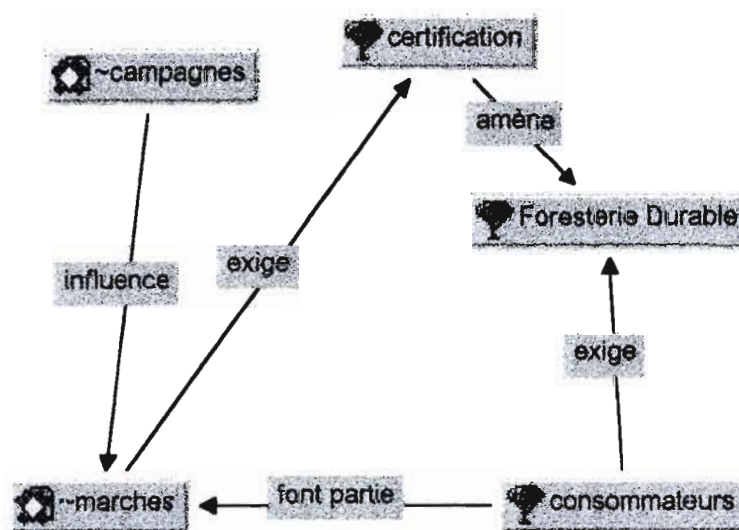 certification
~campagnes
amène
Foresterie Durable
influence
exige
exige
~marches
font partie
consommateurs